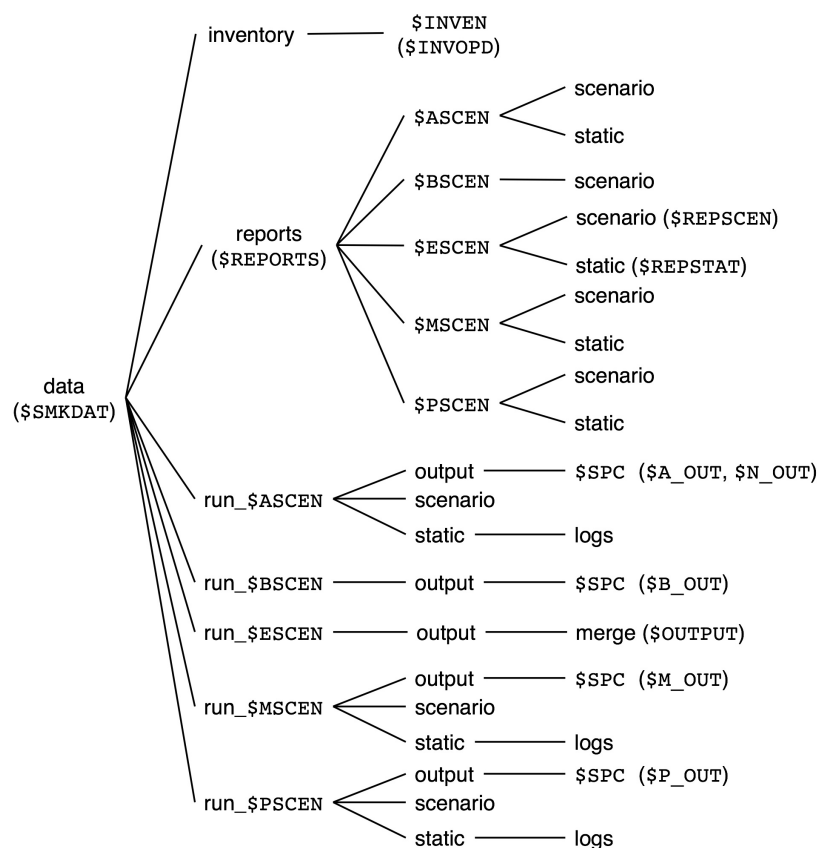 inventory
$INVEN
($INVOPD)
scenario
$ASCEN
static
$BSCEN
scenario
scenario ($REPSCEN)
reports
($REPORTS)
$ESCEN
static ($REPSTAT)
scenario
$MSCEN
static
scenario
data
($SMKDAT)
$PSCEN
static
output
$SPC ($A_OUT, $N_OUT)
run_$ASCEN
scenario
static
logs
run_$BSCEN
output
$SPC ($B_OUT)
run_$ESCEN
output
merge ($OUTPUT)
output
$SPC ($M_OUT)
run_$MSCEN
scenario
static
logs
output
$SPC ($P_OUT)
run_$PSCEN
scenario
static
logs